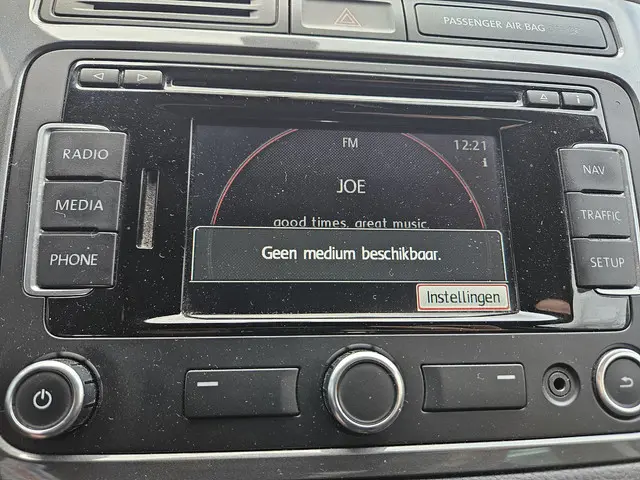 PASSENGER AIR BAG
RADIO
MEDIA
PHONE
FM
12:21
i
JOE
good times. great music.
Geen medium beschikbaar.
Instellingen
i
NAV
TRAFFIC
SETUP